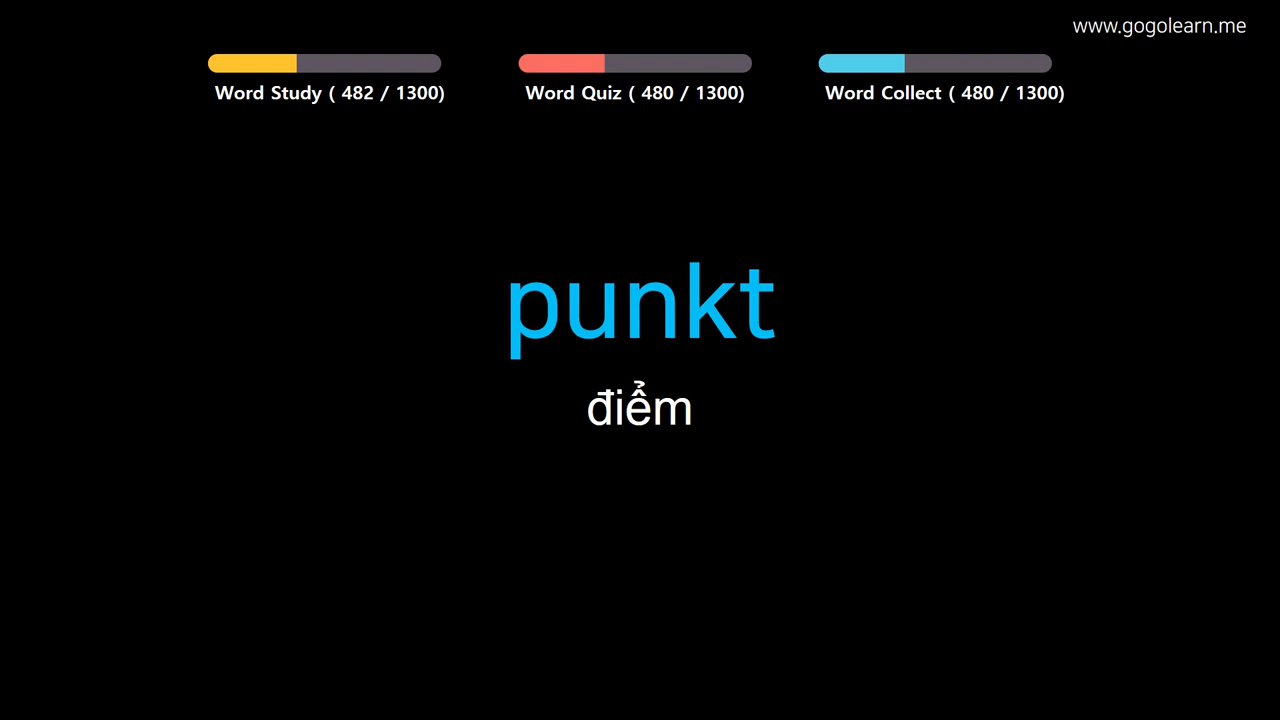 www.gogolearn.me
Word Study ( 482 / 1300)
Word Quiz ( 480 / 1300)
Word Collect ( 480 / 1300)
punkt
điểm